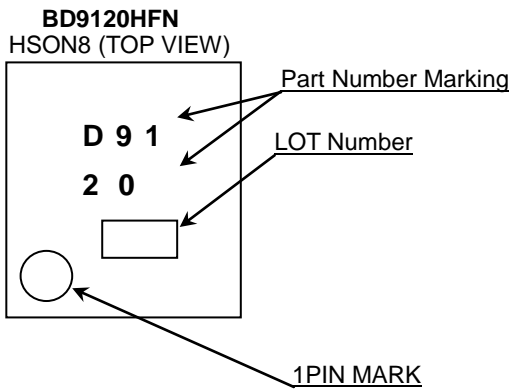 BD9120HFN
HSON8 (TOP VIEW)
Part Number Marking
D 9 1
LOT Number
2 0
1PIN MARK